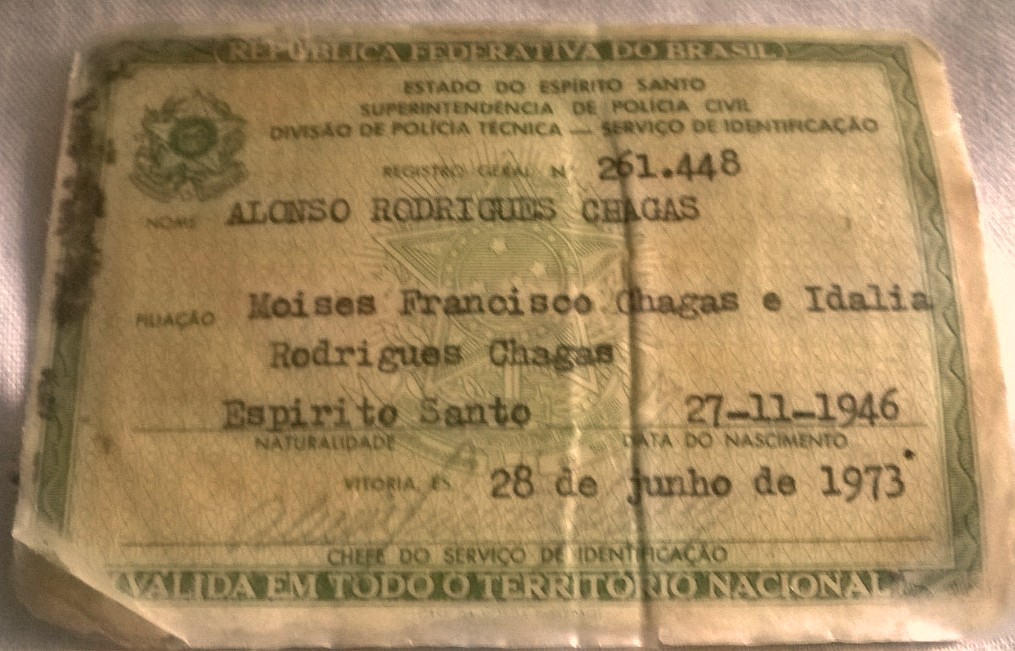 REPÚBLICA FEDERATIVA DO BRASIL
ESTADO DO ESPÍRITO SANTO
SUPERINTENDÊNCIA DE POLÍCIA CIVIL
DIVISÃO DE POLÍCIA TÉCNICA — SERVIÇO DE IDENTIFICAÇÃO
REGISTRO GERAL N. 261.448
NOME ALONSO RODRIGUES CHAGAS
FILIAÇÃO Moises Francisco Chagas e Idalia
Rodrigues Chagas
Espirito Santo 27-11-1946
NATURALIDADE DATA DO NASCIMENTO
VITÓRIA, ES 28 de junho de 1973
CHEFE DO SERVIÇO DE IDENTIFICAÇÃO
VÁLIDA EM TODO O TERRITÓRIO NACIONAL